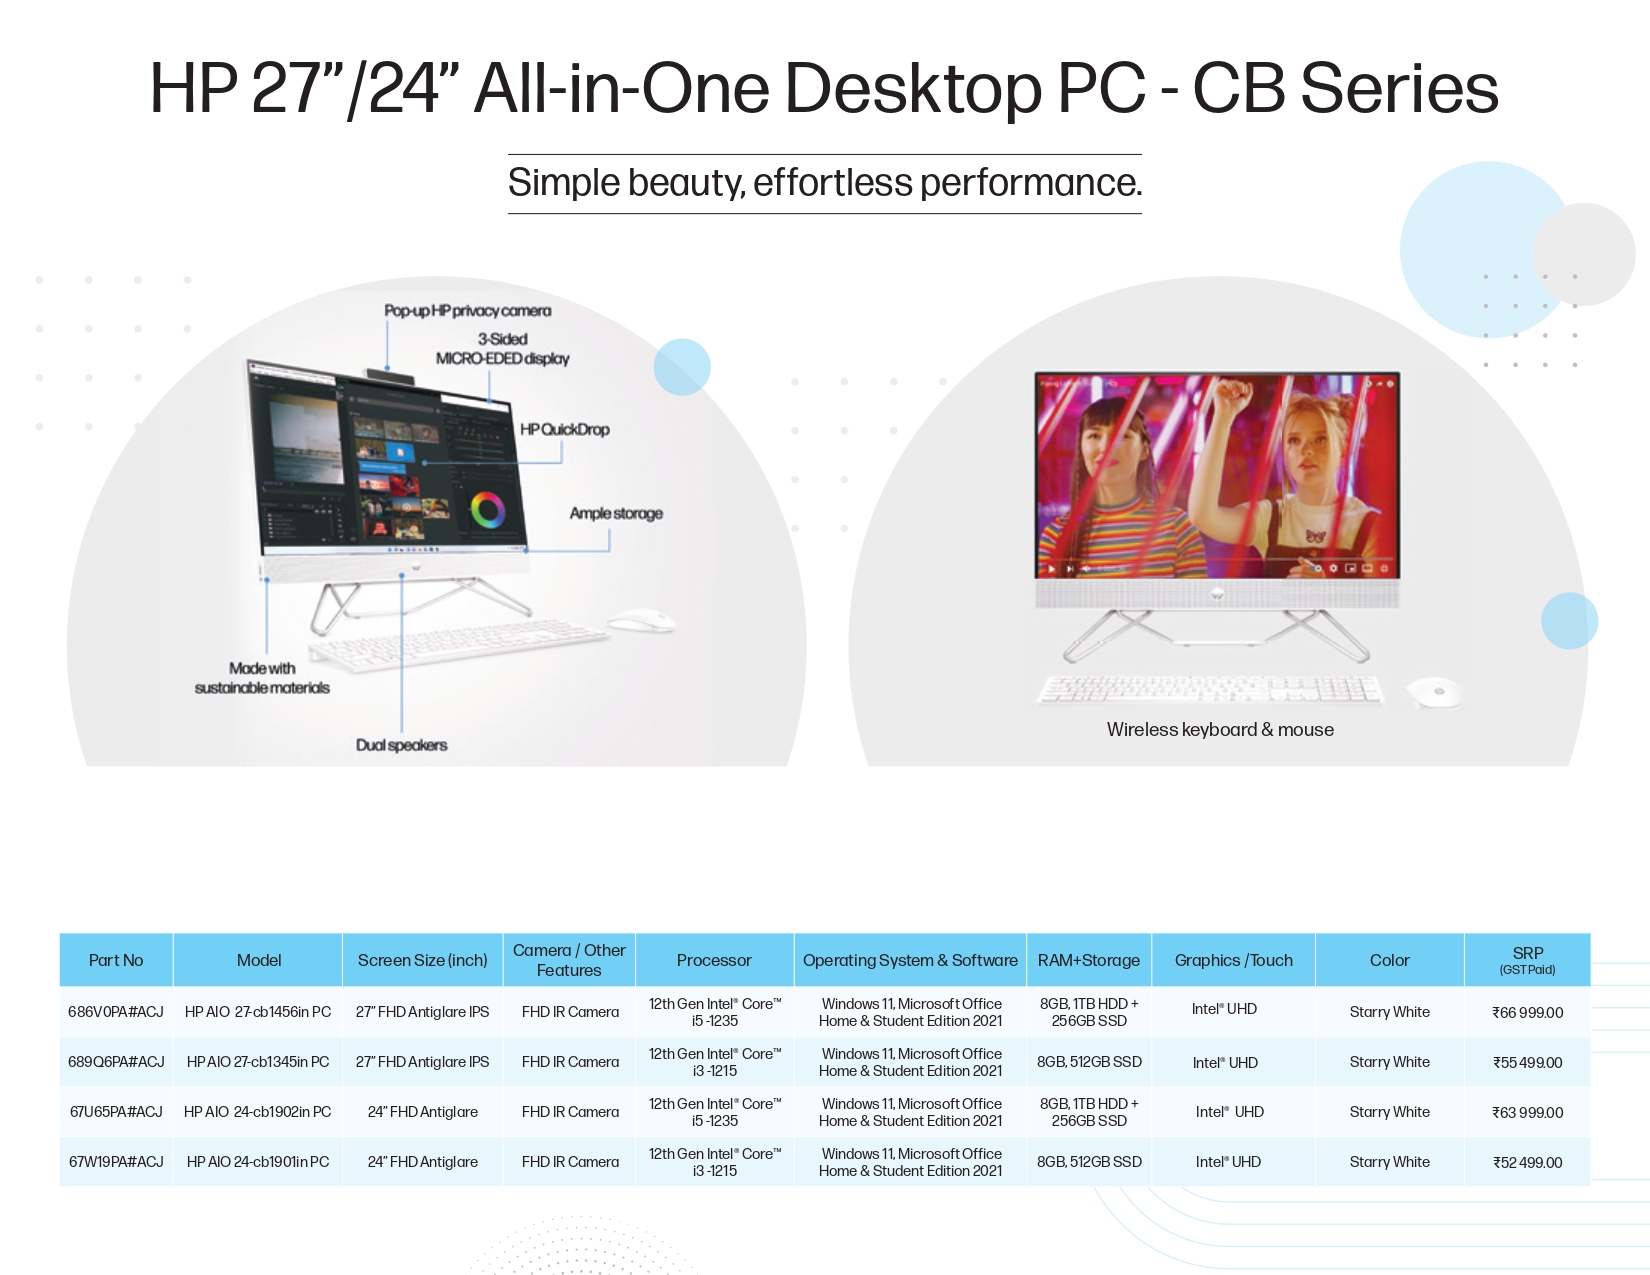 HP 27”/24” All-in-One Desktop PC - CB Series
Simple beauty, effortless performance.
Pop-up HP privacy camera
3-Sided
MICRO-EDED display
HP QuickDrop
Ample storage
Made with
sustainable materials
Dual speakers
Wireless keyboard & mouse
Part No Model Screen Size (inch) Camera / Other Features Processor Operating System & Software RAM+Storage Graphics /Touch Color SRP (GST Paid)
686V0PA#ACJ HP AIO 27-cb1456in PC 27” FHD Antiglare IPS FHD IR Camera 12th Gen Intel® Core™ i5 -1235 Windows 11, Microsoft Office Home & Student Edition 2021 8GB, 1TB HDD + 256GB SSD Intel® UHD Starry White ₹66 999.00
689Q6PA#ACJ HP AIO 27-cb1345in PC 27” FHD Antiglare IPS FHD IR Camera 12th Gen Intel® Core™ i3 -1215 Windows 11, Microsoft Office Home & Student Edition 2021 8GB, 512GB SSD Intel® UHD Starry White ₹55 499.00
67U65PA#ACJ HP AIO 24-cb1902in PC 24” FHD Antiglare FHD IR Camera 12th Gen Intel® Core™ i5 -1235 Windows 11, Microsoft Office Home & Student Edition 2021 8GB, 1TB HDD + 256GB SSD Intel® UHD Starry White ₹63 999.00
67W19PA#ACJ HP AIO 24-cb1901in PC 24” FHD Antiglare FHD IR Camera 12th Gen Intel® Core™ i3 -1215 Windows 11, Microsoft Office Home & Student Edition 2021 8GB, 512GB SSD Intel® UHD Starry White ₹52 499.00